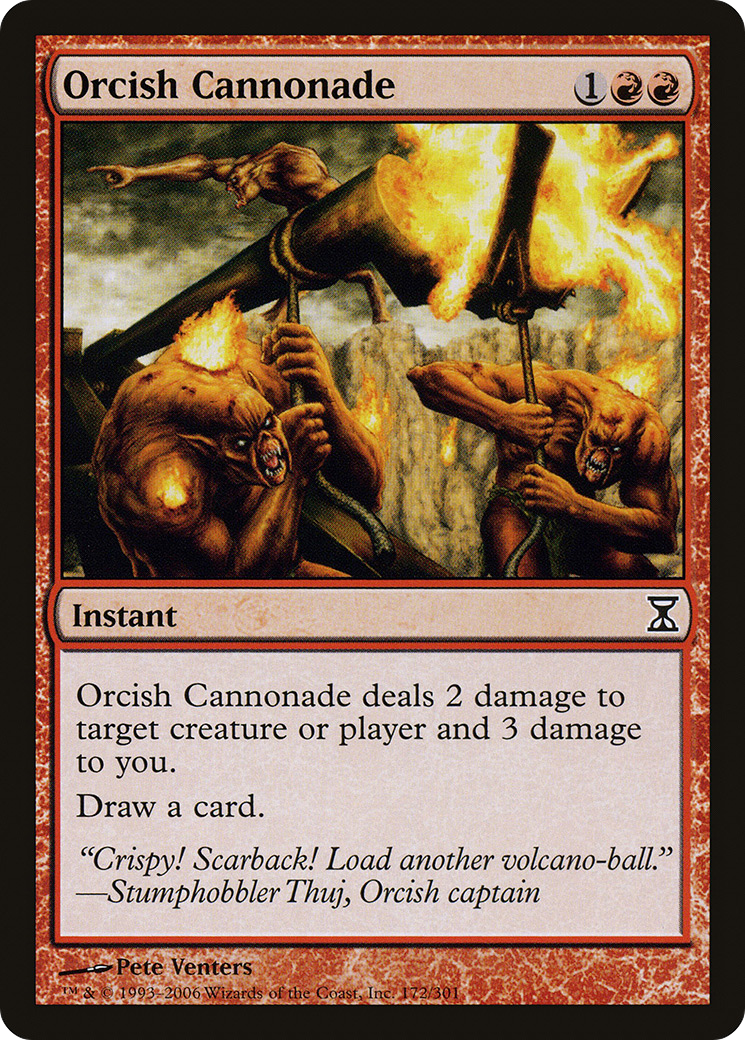 Orcish Cannonade 1
Instant
Orcish Cannonade deals 2 damage to
target creature or player and 3 damage
to you.
Draw a card.
“Crispy! Scarback! Load another volcano-ball.”
—Stumphobbler Thuj, Orcish captain
Pete Venters
™ & © 1993–2006 Wizards of the Coast, Inc. 172/301